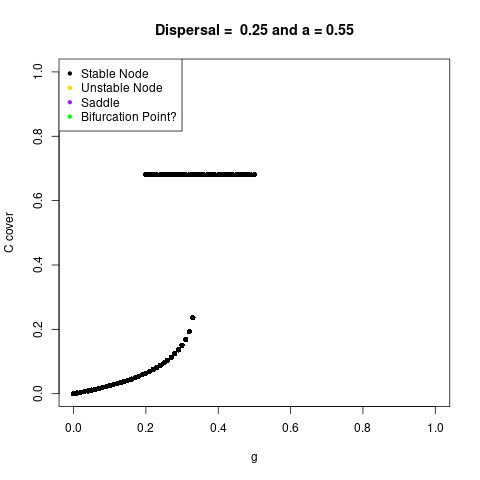 Dispersal =  0.25 and a = 0.55
Stable Node
Unstable Node
Saddle
Bifurcation Point?
C cover
1.0
0.8
0.6
0.4
0.2
0.0
0.0 0.2 0.4 0.6 0.8 1.0
g